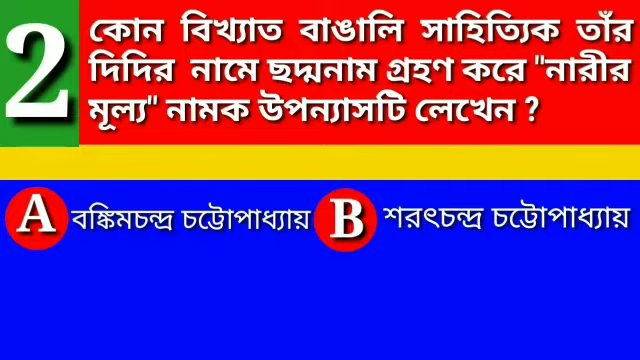 2
কোন বিখ্যাত বাঙালি সাহিত্যিক তাঁর
দিদির নামে ছদ্মনাম গ্রহণ করে "নারীর
মূল্য" নামক উপন্যাসটি লেখেন ?
A বঙ্কিমচন্দ্র চট্টোপাধ্যায় B শরৎচন্দ্র চট্টোপাধ্যায়